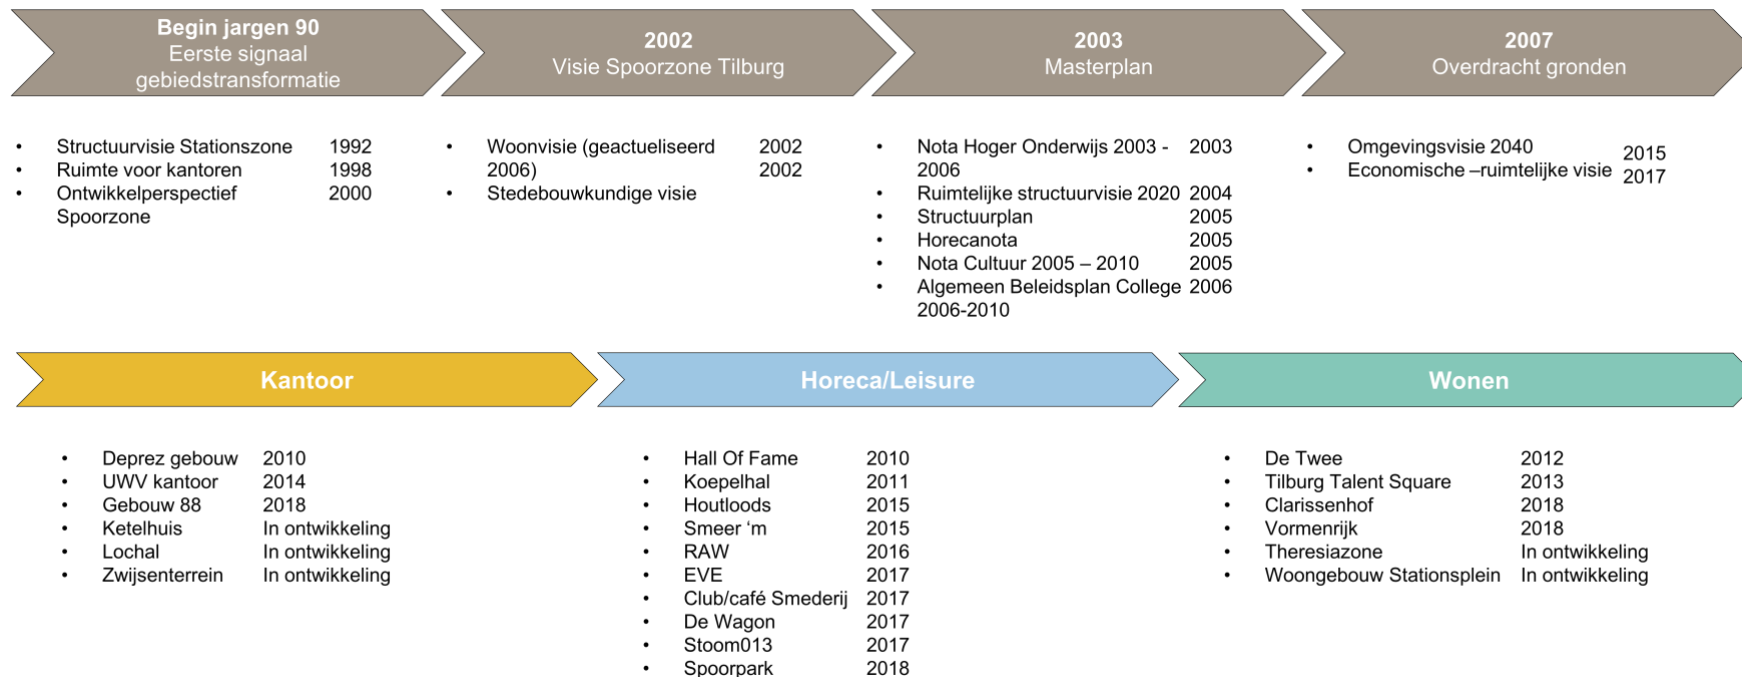 Begin jargen 90
Eerste signaal
gebiedstransformatie
2002
Visie Spoorzone Tilburg
2003
Masterplan
2007
Overdracht gronden
• Structuurvisie Stationszone 1992
• Ruimte voor kantoren 1998
• Ontwikkelperspectief 2000
Spoorzone
• Woonvisie (geactueliseerd 2002
2006) 2002
• Stedebouwkundige visie
• Nota Hoger Onderwijs 2003 - 2003
2006
• Ruimtelijke structuurvisie 2020 2004
• Structuurplan 2005
• Horecanota 2005
• Nota Cultuur 2005 – 2010 2005
• Algemeen Beleidsplan College 2006
2006-2010
• Omgevingsvisie 2040 2015
• Economische –ruimtelijke visie 2017
Kantoor
Horeca/Leisure
Wonen
• Deprez gebouw 2010
• UWV kantoor 2014
• Gebouw 88 2018
• Ketelhuis In ontwikkeling
• Lochal In ontwikkeling
• Zwijsenterrein In ontwikkeling
• Hall Of Fame 2010
• Koepelhal 2011
• Houtloods 2015
• Smeer ‘m 2015
• RAW 2016
• EVE 2017
• Club/café Smederij 2017
• De Wagon 2017
• Stoom013 2017
• Spoorpark 2018
• De Twee 2012
• Tilburg Talent Square 2013
• Clarissenhof 2018
• Vormenrijk 2018
• Theresiazone In ontwikkeling
• Woongebouw Stationsplein In ontwikkeling